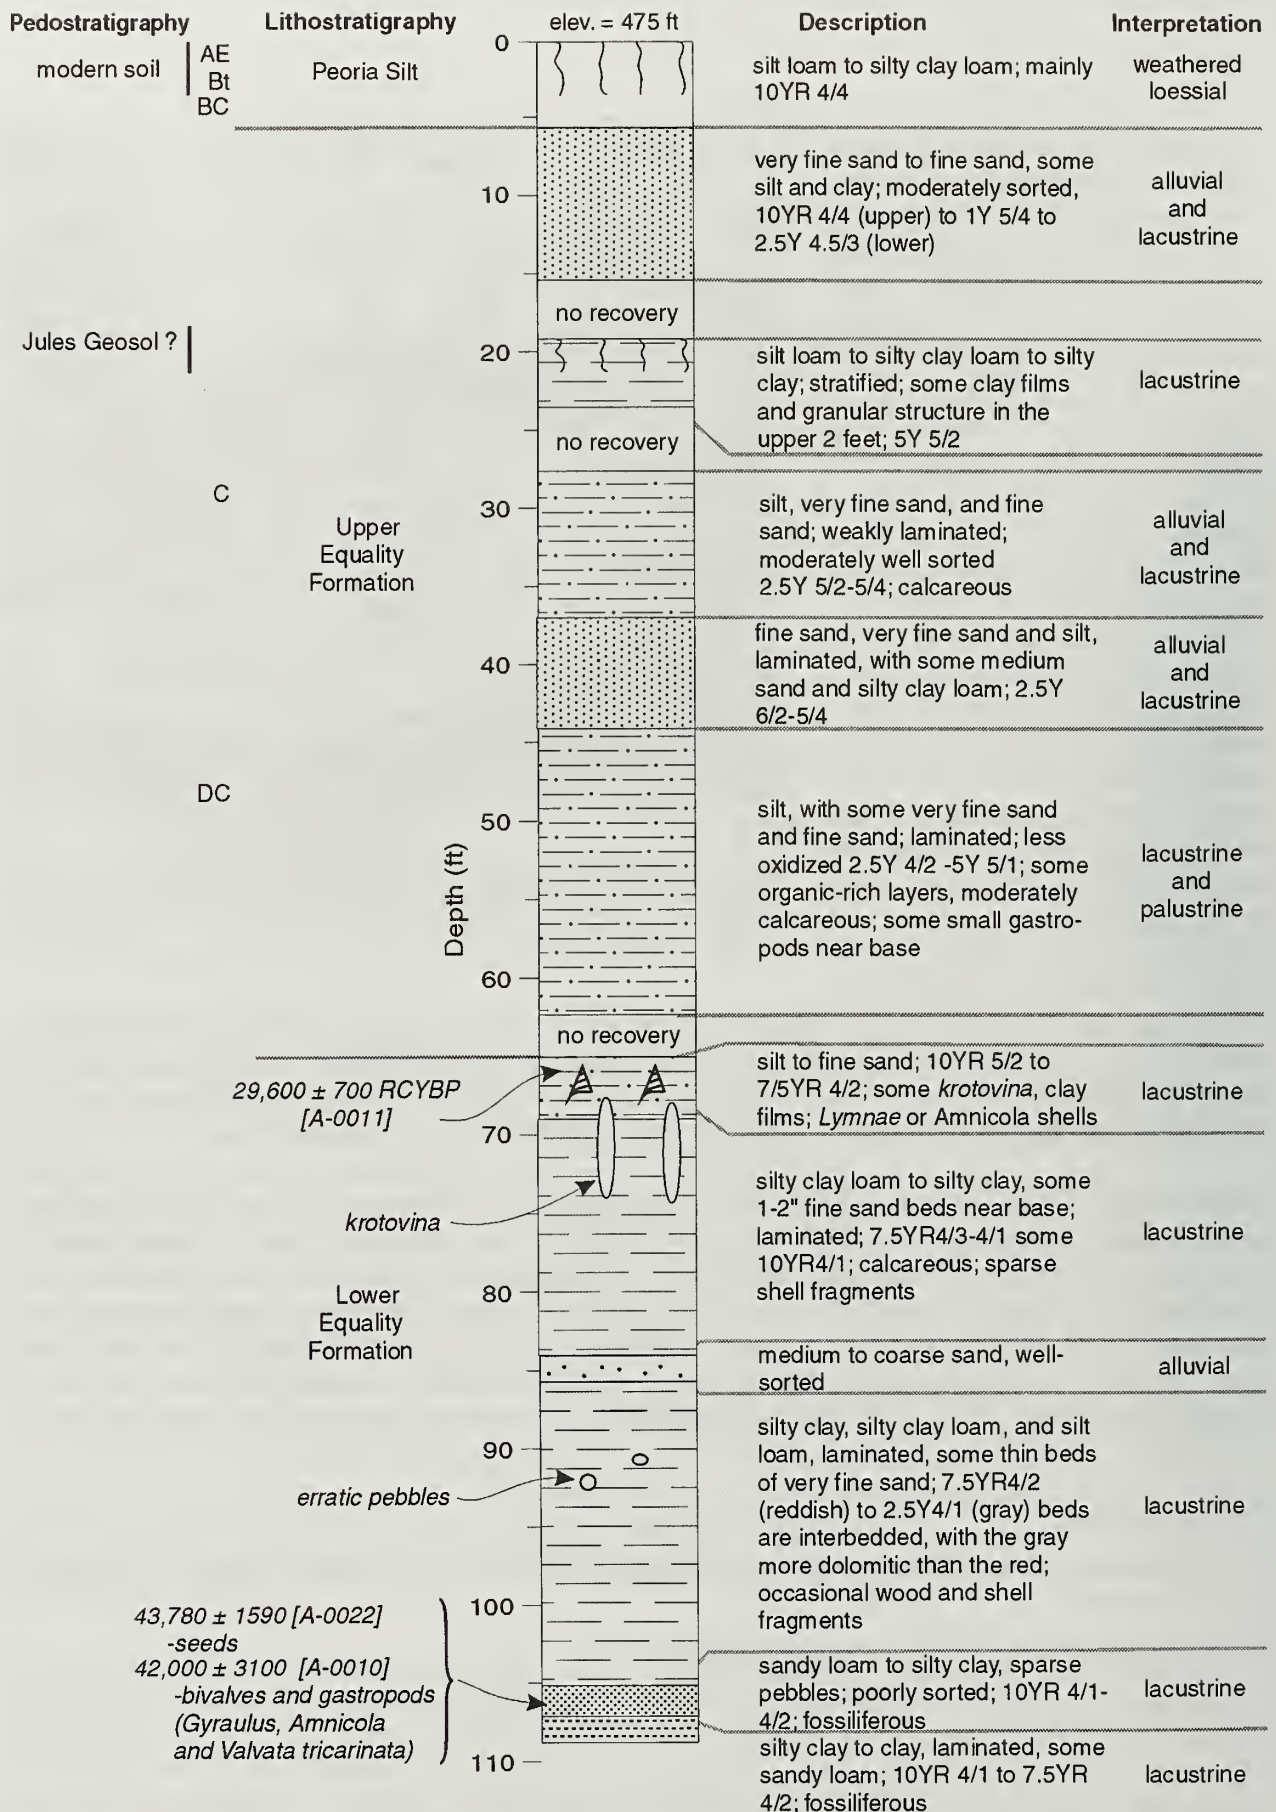 Pedostratigraphy Lithostratigraphy elev. = 475 ft Description Interpretation
modern soil
AE
Bt
BC
Peoria Silt
0
silt loam to silty clay loam; mainly
10YR 4/4
weathered
loessial
10
very fine sand to fine sand, some
silt and clay; moderately sorted,
10YR 4/4 (upper) to 1Y 5/4 to
2.5Y 4.5/3 (lower)
alluvial
and
lacustrine
no recovery
Jules Geosol ?
20
silt loam to silty clay loam to silty
clay; stratified; some clay films
and granular structure in the
upper 2 feet; 5Y 5/2
lacustrine
no recovery
C
Upper
Equality
Formation
30
silt, very fine sand, and fine
sand; weakly laminated;
moderately well sorted
2.5Y 5/2-5/4; calcareous
alluvial
and
lacustrine
40
fine sand, very fine sand and silt,
laminated, with some medium
sand and silty clay loam; 2.5Y
6/2-5/4
alluvial
and
lacustrine
DC
50
Depth (ft)
60
silt, with some very fine sand
and fine sand; laminated; less
oxidized 2.5Y 4/2 -5Y 5/1; some
organic-rich layers, moderately
calcareous; some small gastro-
pods near base
lacustrine
and
palustrine
no recovery
29,600 ± 700 RCYBP
[A-0011]
silt to fine sand; 10YR 5/2 to
7/5YR 4/2; some krotovina, clay
films; Lymnae or Amnicola shells
lacustrine
70
krotovina
silty clay loam to silty clay, some
1-2" fine sand beds near base;
laminated; 7.5YR4/3-4/1 some
10YR4/1; calcareous; sparse
shell fragments
lacustrine
80
Lower
Equality
Formation
medium to coarse sand, well-
sorted
alluvial
90
erratic pebbles
silty clay, silty clay loam, and silt
loam, laminated, some thin beds
of very fine sand; 7.5YR4/2
(reddish) to 2.5Y4/1 (gray) beds
are interbedded, with the gray
more dolomitic than the red;
occasional wood and shell
fragments
lacustrine
100
43,780 ± 1590 [A-0022]
-seeds
42,000 ± 3100 [A-0010]
-bivalves and gastropods
(Gyraulus, Amnicola
and Valvata tricarinata)
sandy loam to silty clay, sparse
pebbles; poorly sorted; 10YR 4/1-
4/2; fossiliferous
lacustrine
110
silty clay to clay, laminated, some
sandy loam; 10YR 4/1 to 7.5YR
4/2; fossiliferous
lacustrine